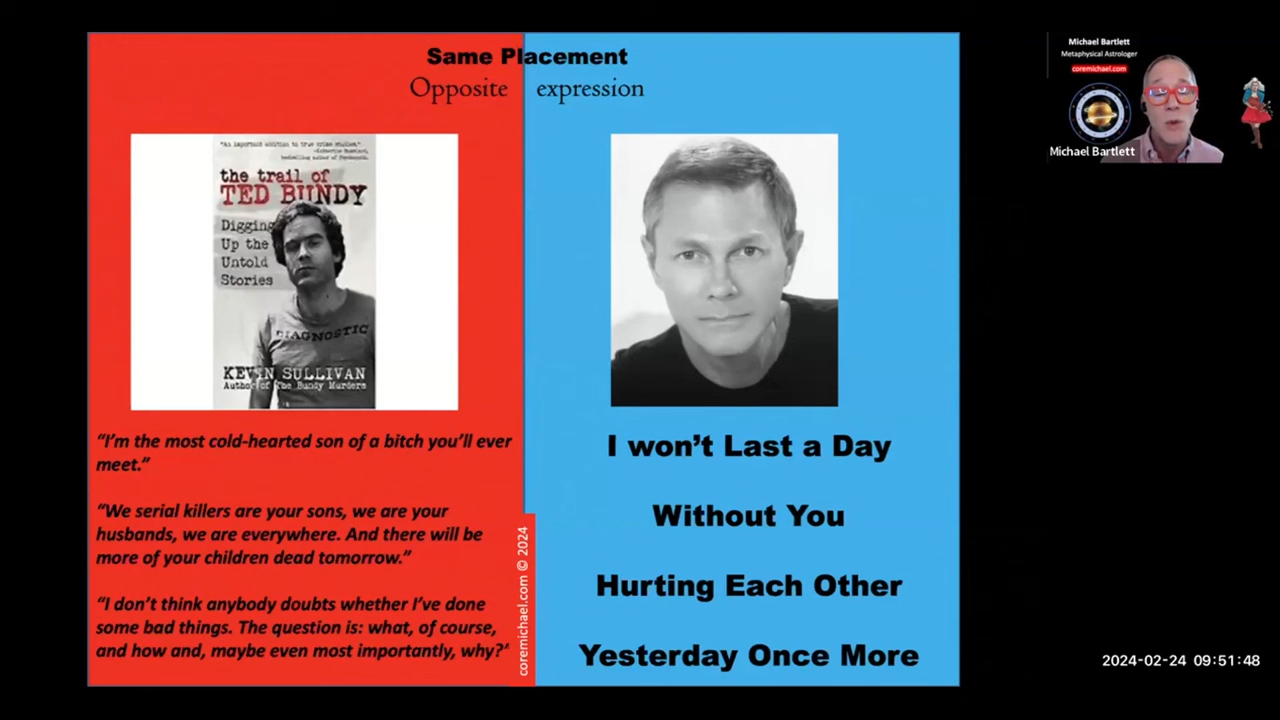 Same Placement
Opposite expression
"An important addition to true crime studies."
the trail of
TED BUNDY
Digging
Up the
Untold
Stories
DIAGNOSTIC
KEVIN SULLIVAN
Author of The Bundy Murders
“I’m the most cold-hearted son of a bitch you’ll ever
meet.”
“We serial killers are your sons, we are your
husbands, we are everywhere. And there will be
more of your children dead tomorrow.”
“I don’t think anybody doubts whether I’ve done
some bad things. The question is: what, of course,
and how and, maybe even most importantly, why?”
coremichael.com © 2024
I won’t Last a Day
Without You
Hurting Each Other
Yesterday Once More
Michael Bartlett
Metaphysical Astrologer
coremichael.com
Michael Bartlett
2024-02-24 09:51:48